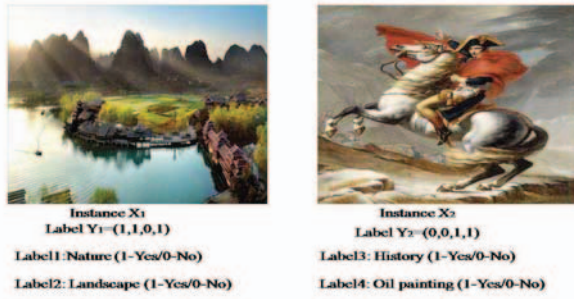 Instance X1
Label Y1=(1,1,0,1)
Label1:Nature (1-Yes/0-No)
Label2: Landscape (1-Yes/0-No)
Instance X2
Label Y2=(0,0,1,1)
Label3: History (1-Yes/0-No)
Label4: Oil painting (1-Yes/0-No)